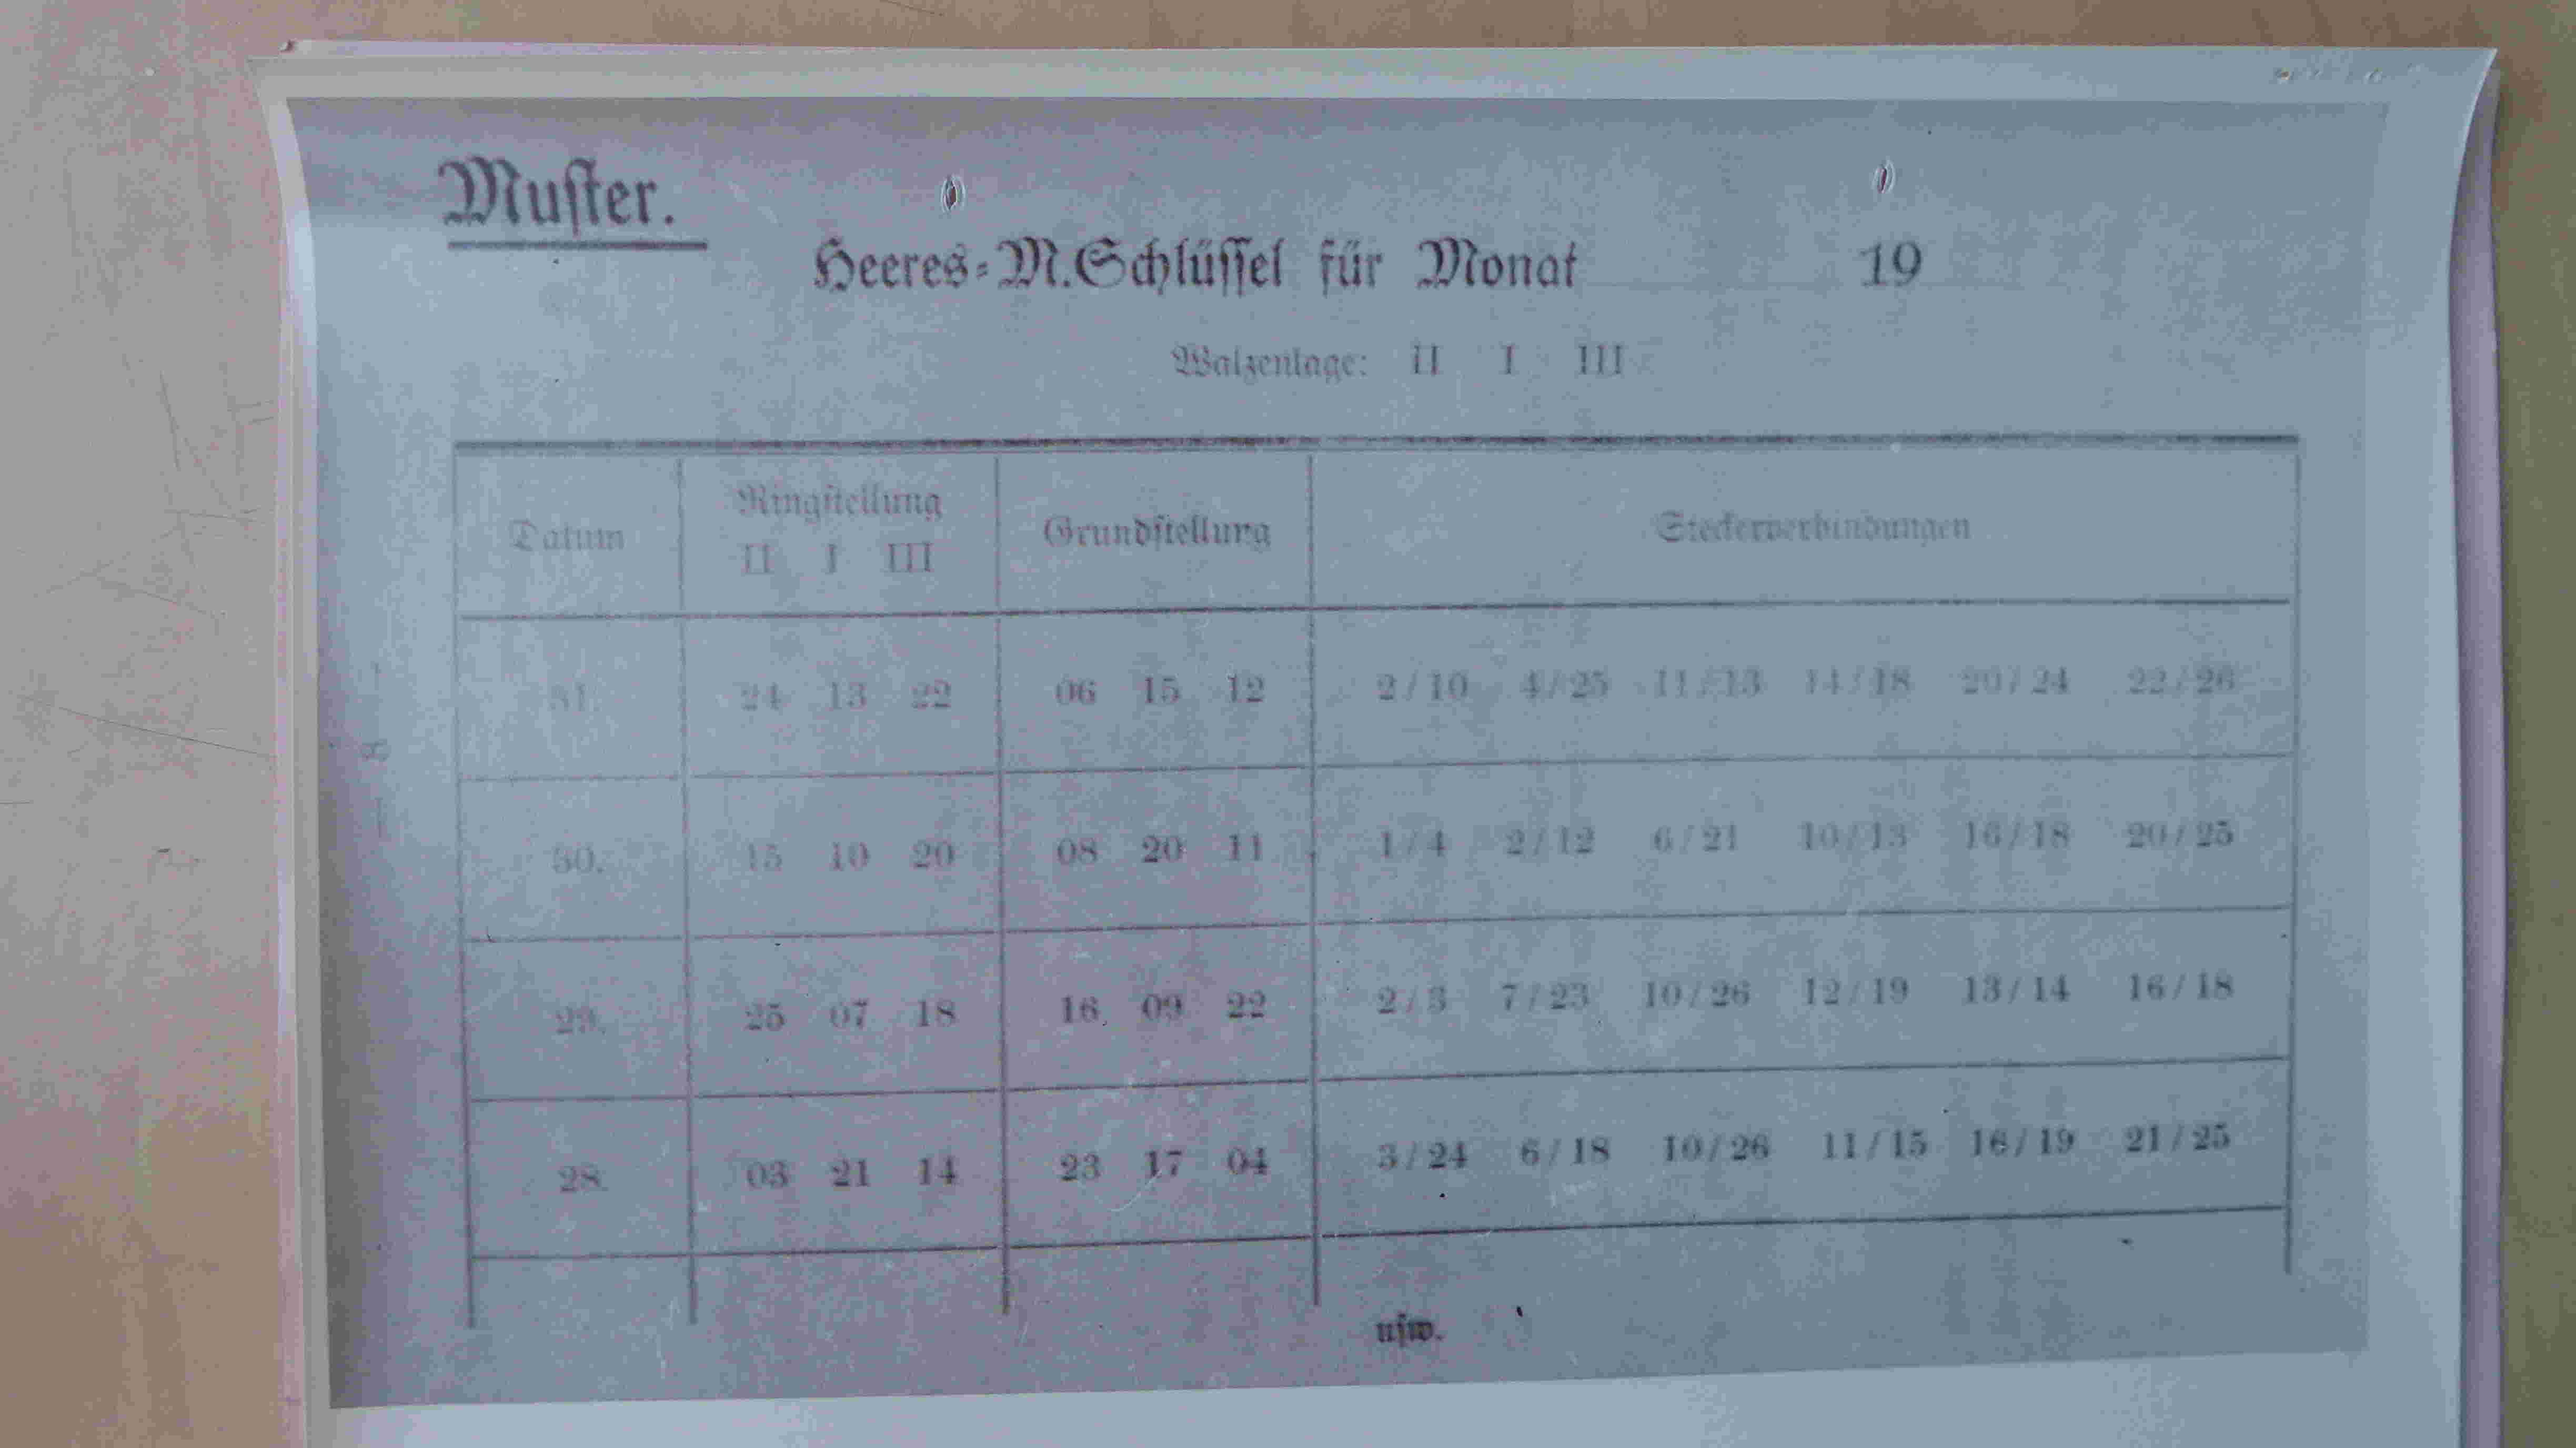 Muſter.
Heeres-M.Schlüſſel für Monat 19
Walzenlage: II I III
Datum Ringſtellung Grundſtellung Steckerverbindungen
II I III
31. 24 13 22 06 15 12 2/10 4/25 11/13 14/18 20/24 22/26
30. 15 10 20 08 20 11 1/4 2/12 6/21 10/13 16/18 20/25
29. 25 07 18 16 09 22 2/3 7/23 10/26 12/19 13/14 16/18
28. 03 21 14 23 17 04 3/24 6/18 10/26 11/15 16/19 21/25
uſw.
— 8 —